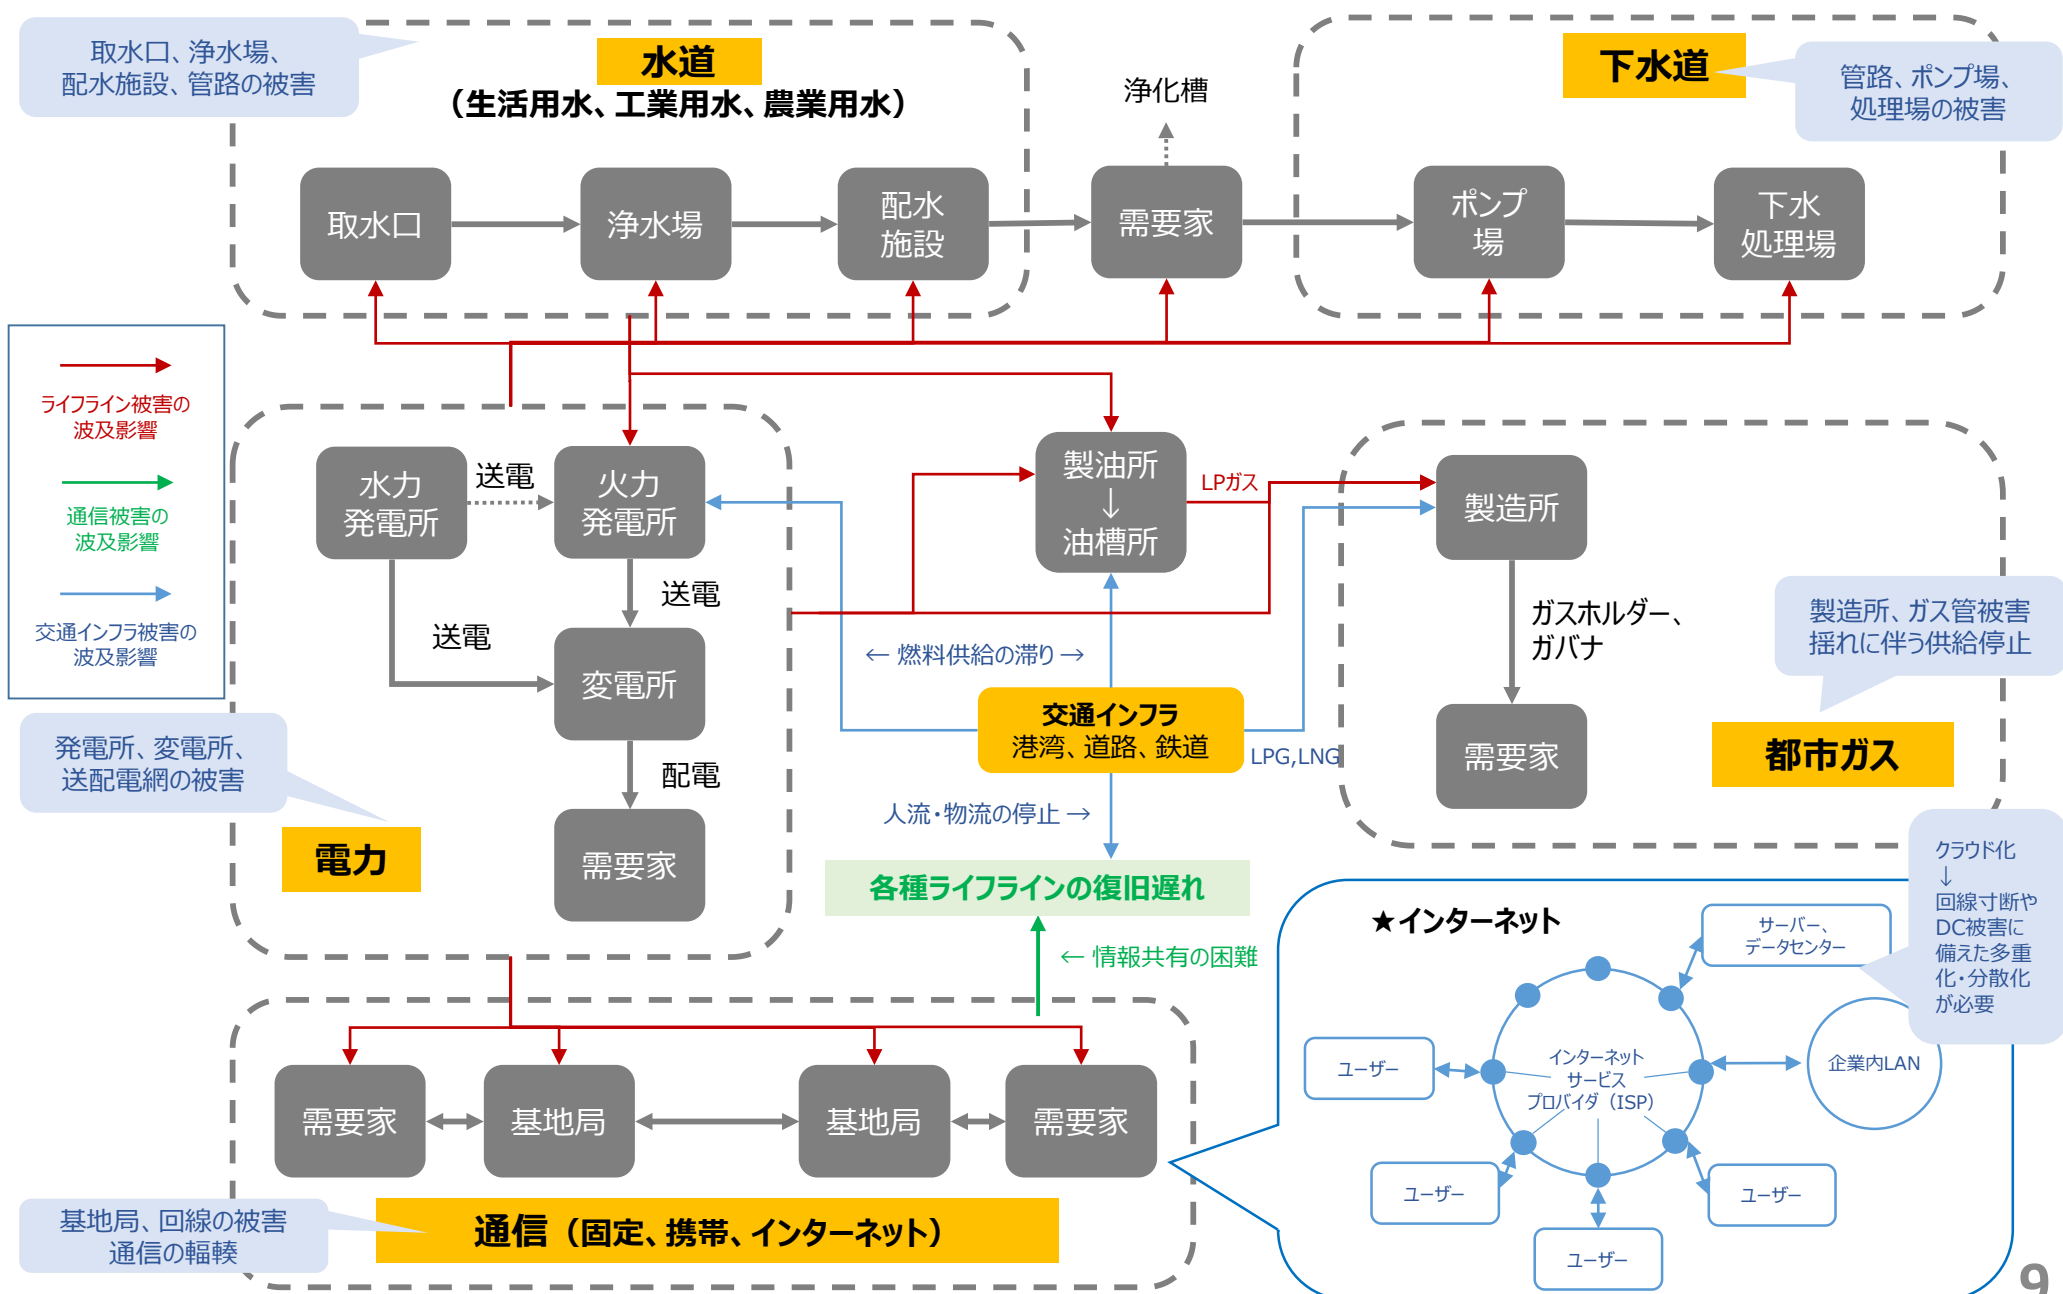 取水口、浄水場、
配水施設、管路の被害
水道
（生活用水、工業用水、農業用水）
浄化槽
下水道
管路、ポンプ場、
処理場の被害
取水口
浄水場
配水
施設
需要家
ポンプ
場
下水
処理場
ライフライン被害の
波及影響
通信被害の
波及影響
交通インフラ被害の
波及影響
水力
発電所
送電
火力
発電所
送電
送電
変電所
配電
需要家
発電所、変電所、
送配電網の被害
電力
製油所
↓
油槽所
LPガス
← 燃料供給の滞り →
交通インフラ
港湾、道路、鉄道
LPG,LNG
人流・物流の停止 →
各種ライフラインの復旧遅れ
← 情報共有の困難
製造所
ガスホルダー、
ガバナ
需要家
製造所、ガス管被害
揺れに伴う供給停止
都市ガス
需要家
基地局
基地局
需要家
基地局、回線の被害
通信の輻輳
通信（固定、携帯、インターネット）
★インターネット
サーバー、
データセンター
クラウド化
↓
回線寸断や
DC被害に
備えた多重
化・分散化
が必要
ユーザー
インターネット
サービス
プロバイダ（ISP）
企業内LAN
ユーザー
ユーザー
ユーザー
9